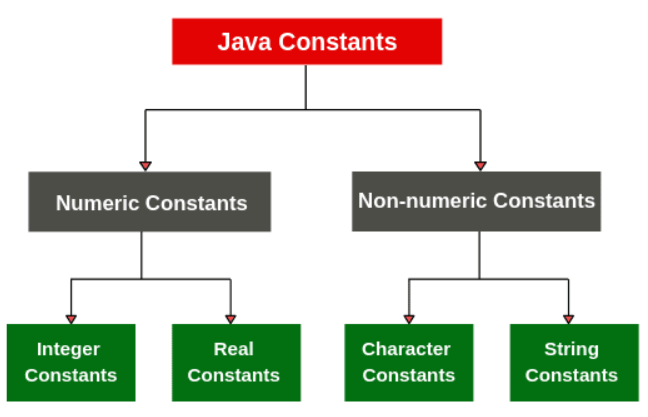 Java Constants
Numeric Constants
Non-numeric Constants
Integer
Constants
Real
Constants
Character
Constants
String
Constants